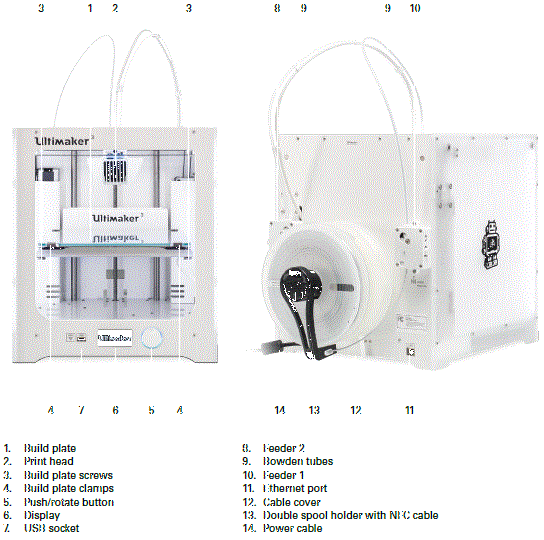 3 1 2 3 8 9 9 10
Ultimaker³
Ultimaker³
Ultimaker
4 7 6 5 4 14 13 12 11
1. Build plate
2. Print head
3. Build plate screws
4. Build plate clamps
5. Push/rotate button
6. Display
7. USB socket
8. Feeder 2
9. Bowden tubes
10. Feeder 1
11. Ethernet port
12. Cable cover
13. Double spool holder with NFC cable
14. Power cable